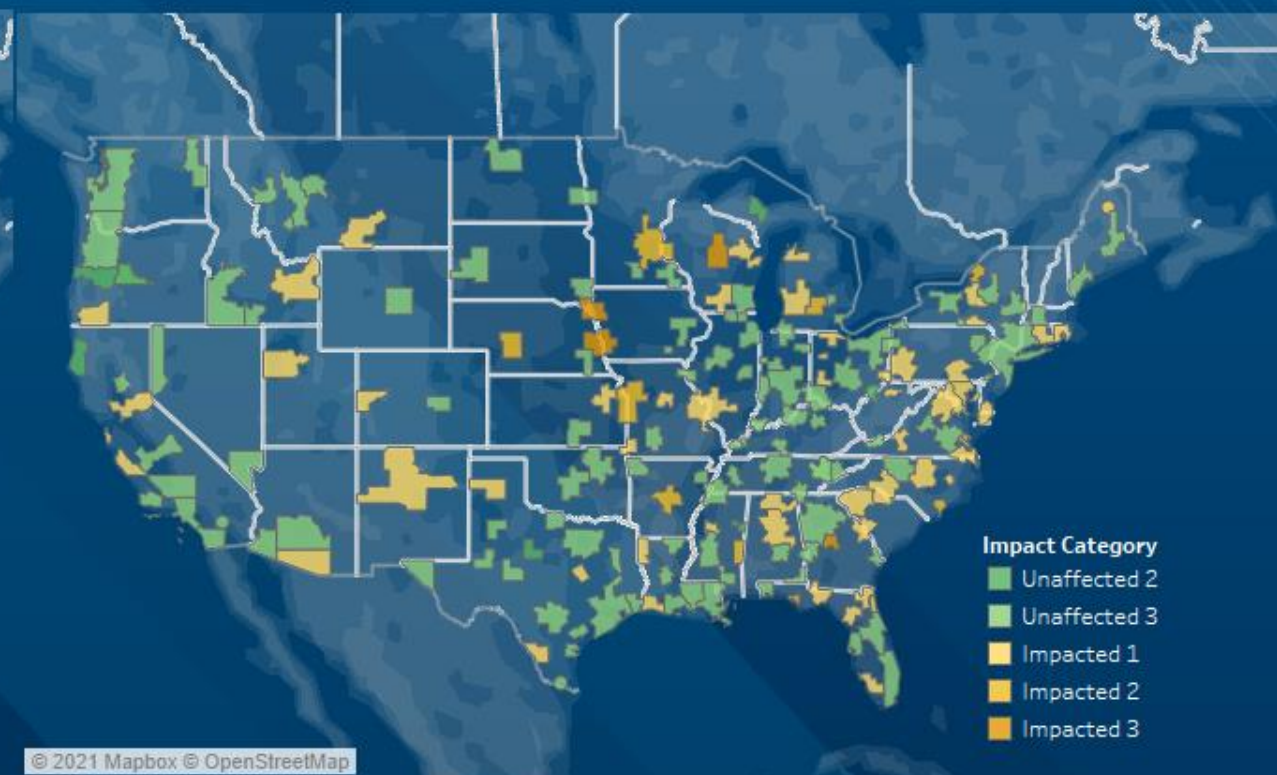 Impact Category
Unaffected 2
Unaffected 3
Impacted 1
Impacted 2
Impacted 3
© 2021 Mapbox © OpenStreetMap